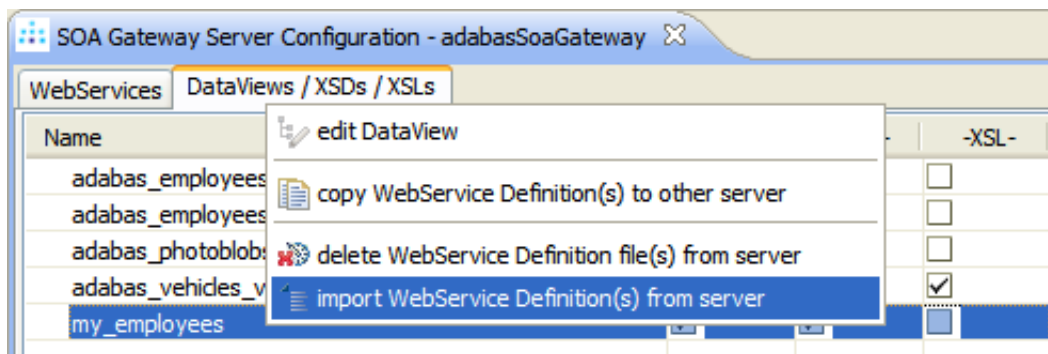 SOA Gateway Server Configuration - adabasSoaGateway
WebServices DataViews / XSDs / XSLs
Name -XSL-
edit DataView
adabas_employees
copy WebService Definition(s) to other server
adabas_employees
adabas_photoblobs
delete WebService Definition file(s) from server
adabas_vehicles_v
import WebService Definition(s) from server
my_employees